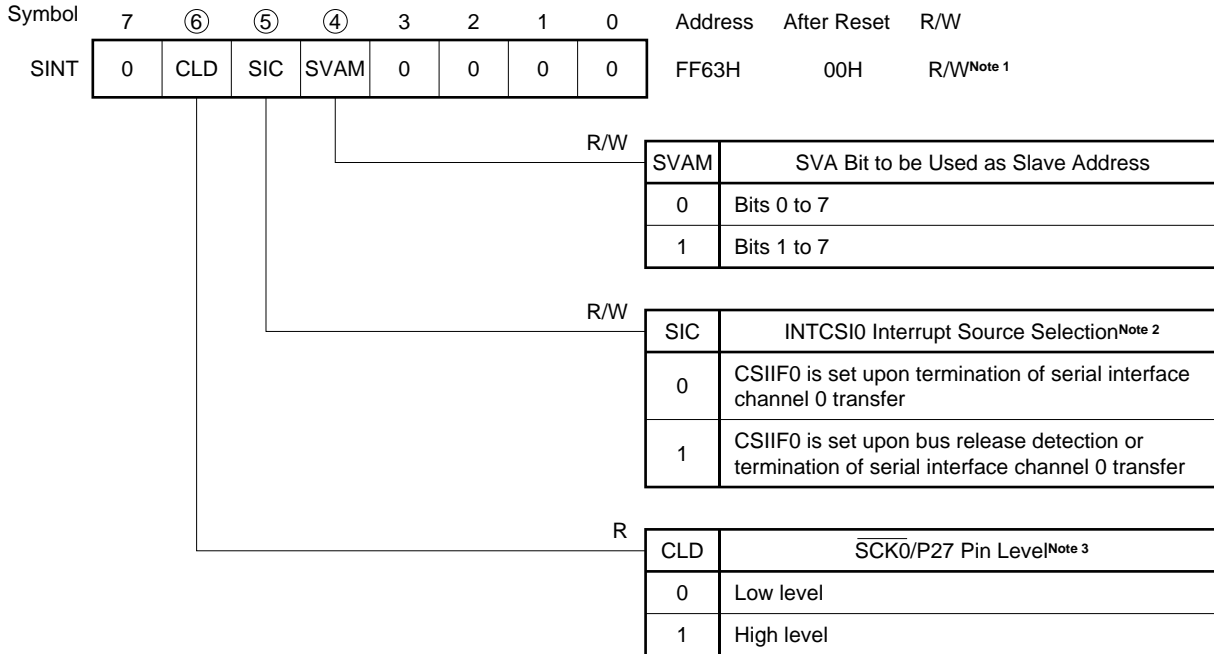 Symbol 7 ⑥ ⑤ ④ 3 2 1 0 Address After Reset R/W
SINT 0 CLD SIC SVAM 0 0 0 0 FF63H 00H R/WNote 1
R/W
SVAM SVA Bit to be Used as Slave Address
0 Bits 0 to 7
1 Bits 1 to 7
R/W
SIC INTCSI0 Interrupt Source SelectionNote 2
0 CSIIF0 is set upon termination of serial interface
channel 0 transfer
1 CSIIF0 is set upon bus release detection or
termination of serial interface channel 0 transfer
R
CLD S̅C̅K̅0̅/P27 Pin LevelNote 3
0 Low level
1 High level